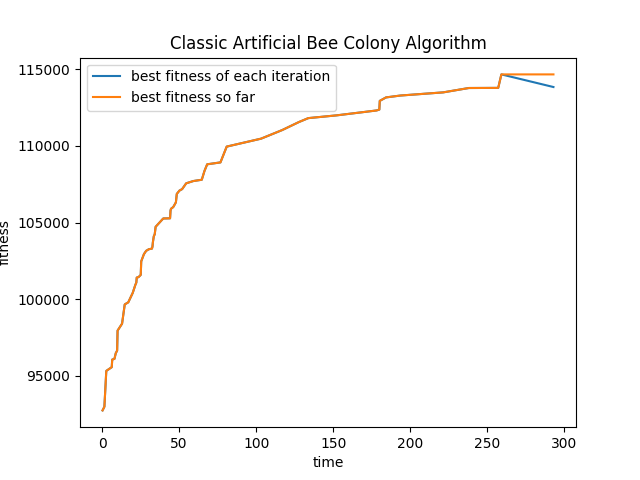 Classic Artificial Bee Colony Algorithm
best fitness of each iteration
best fitness so far
115000
110000
105000
100000
95000
fitness
0 50 100 150 200 250 300
time